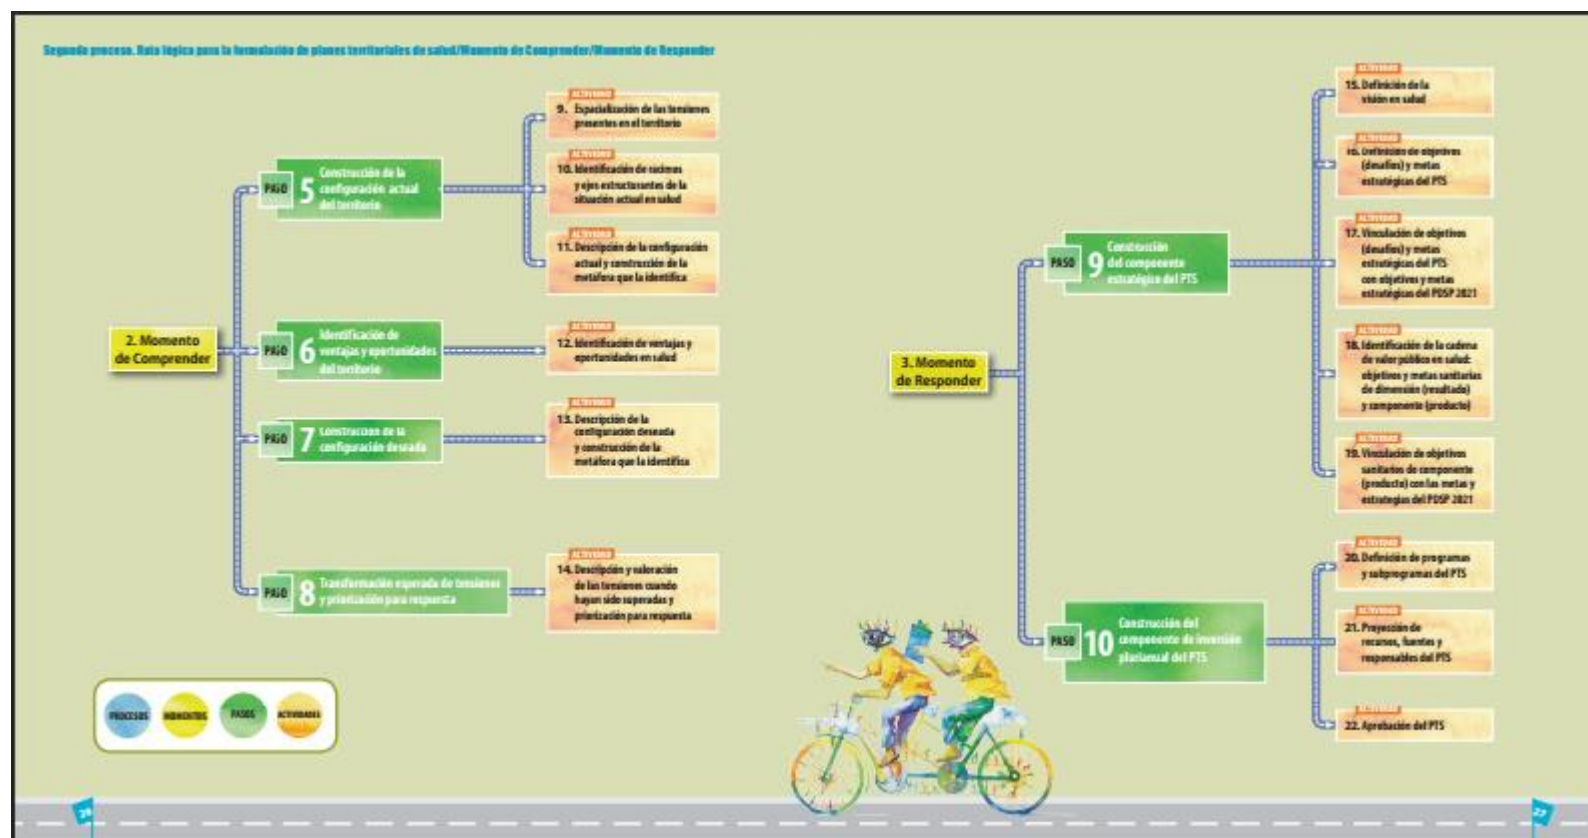 Segundo proceso. Ruta lógica para la formulación de planes territoriales de salud/Momento de Comprender/Momento de Responder
2. Momento
de Comprender
PASO
5
Construcción de la
configuración actual
del territorio
ACTIVIDAD
9. Espacialización de las tensiones
presentes en el territorio
ACTIVIDAD
10. Identificación de racimos
y ejes estructurantes de la
situación actual en salud
ACTIVIDAD
11. Descripción de la configuración
actual y construcción de la
metáfora que la identifica
PASO
6
Identificación de
ventajas y oportunidades
del territorio
ACTIVIDAD
12. Identificación de ventajas y
oportunidades en salud
PASO
7
Construcción de la
configuración deseada
ACTIVIDAD
13. Descripción de la
configuración deseada
y construcción de la
metáfora que la identifica
PASO
8
Transformación esperada de tensiones
y priorización para respuesta
ACTIVIDAD
14. Descripción y valoración
de las tensiones cuando
hayan sido superadas y
priorización para respuesta
PROCESOS
MOMENTOS
PASOS
ACTIVIDADES
26
3. Momento
de Responder
PASO
9
Construcción
del componente
estratégico del PTS
ACTIVIDAD
15. Definición de la
visión en salud
ACTIVIDAD
16. Definición de objetivos
(desafíos) y metas
estratégicas del PTS
ACTIVIDAD
17. Vinculación de objetivos
(desafíos) y metas
estratégicas del PTS
con objetivos y metas
estratégicas del PDSP 2021
ACTIVIDAD
18. Identificación de la cadena
de valor público en salud:
objetivos y metas sanitarias
de dimensión (resultado)
y componente (producto)
ACTIVIDAD
19. Vinculación de objetivos
sanitarios de componente
(producto) con las metas y
estrategias del PDSP 2021
PASO
10
Construcción del
componente de inversión
plurianual del PTS
ACTIVIDAD
20. Definición de programas
y subprogramas del PTS
ACTIVIDAD
21. Proyección de
recursos, fuentes y
responsables del PTS
ACTIVIDAD
22. Aprobación del PTS
27